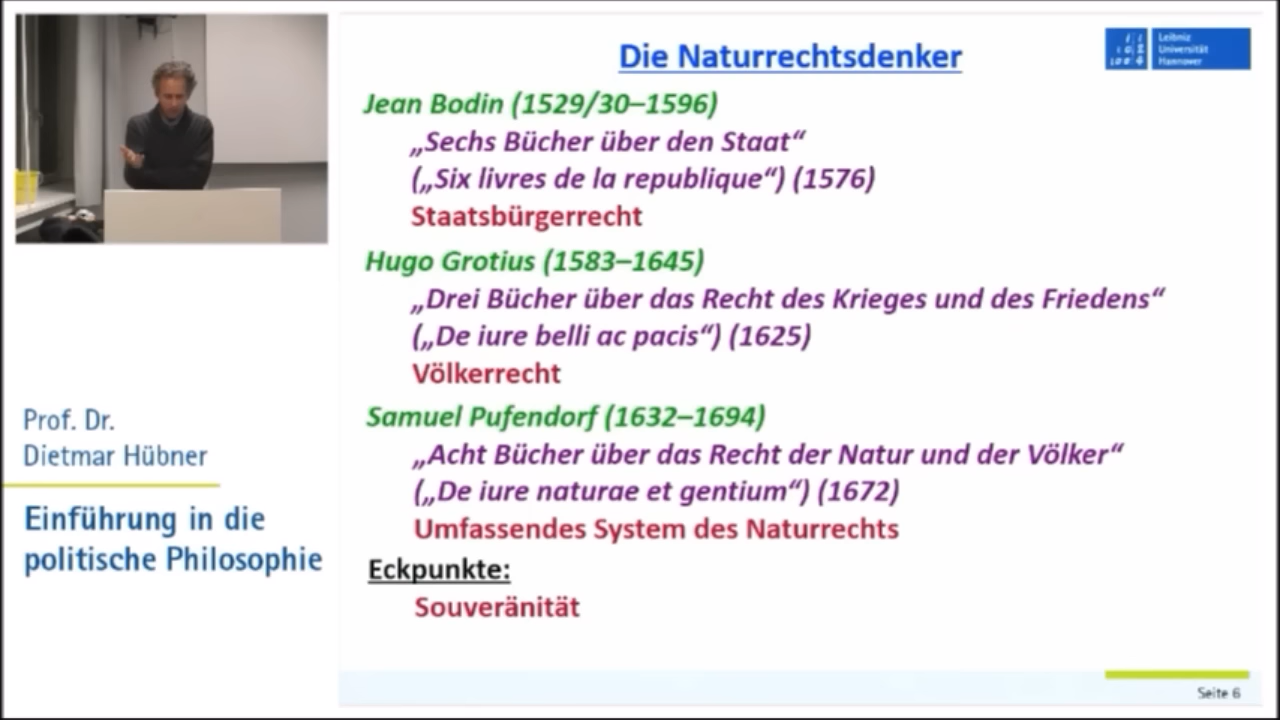 Die Naturrechtsdenker
Leibniz
Universität
Hannover
Jean Bodin (1529/30–1596)
„Sechs Bücher über den Staat“
(„Six livres de la republique“) (1576)
Staatsbürgerrecht
Hugo Grotius (1583–1645)
„Drei Bücher über das Recht des Krieges und des Friedens“
(„De iure belli ac pacis“) (1625)
Völkerrecht
Samuel Pufendorf (1632–1694)
„Acht Bücher über das Recht der Natur und der Völker“
(„De iure naturae et gentium“) (1672)
Umfassendes System des Naturrechts
Eckpunkte:
Souveränität
Prof. Dr.
Dietmar Hübner
Einführung in die
politische Philosophie
Seite 6